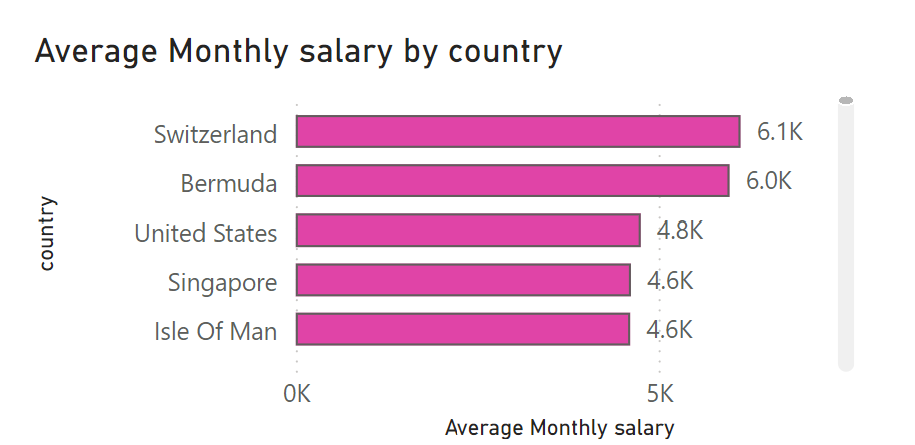 Average Monthly salary by country
country
Switzerland 6.1K
Bermuda 6.0K
United States 4.8K
Singapore 4.6K
Isle Of Man 4.6K
0K 5K
Average Monthly salary